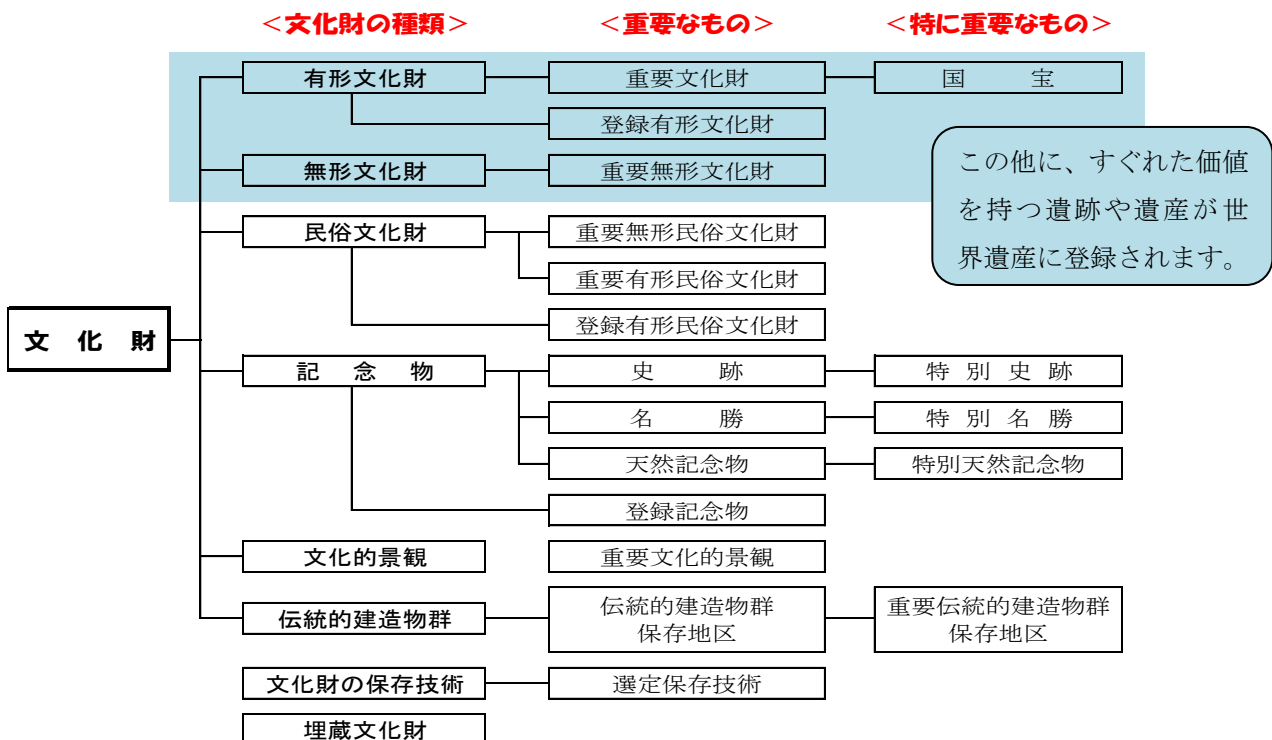 <文化財の種類> <重要なもの> <特に重要なもの>
有形文化財 重要文化財 国 宝
登録有形文化財
無形文化財 重要無形文化財
この他に、すぐれた価値
を持つ遺跡や遺産が世
界遺産に登録されます。
民俗文化財 重要無形民俗文化財
重要有形民俗文化財
登録有形民俗文化財
文 化 財
記 念 物 史 跡 特 別 史 跡
名 勝 特 別 名 勝
天然記念物 特別天然記念物
登録記念物
文化的景観 重要文化的景観
伝統的建造物群 伝統的建造物群 重要伝統的建造物群
保存地区 保存地区
文化財の保存技術 選定保存技術
埋蔵文化財